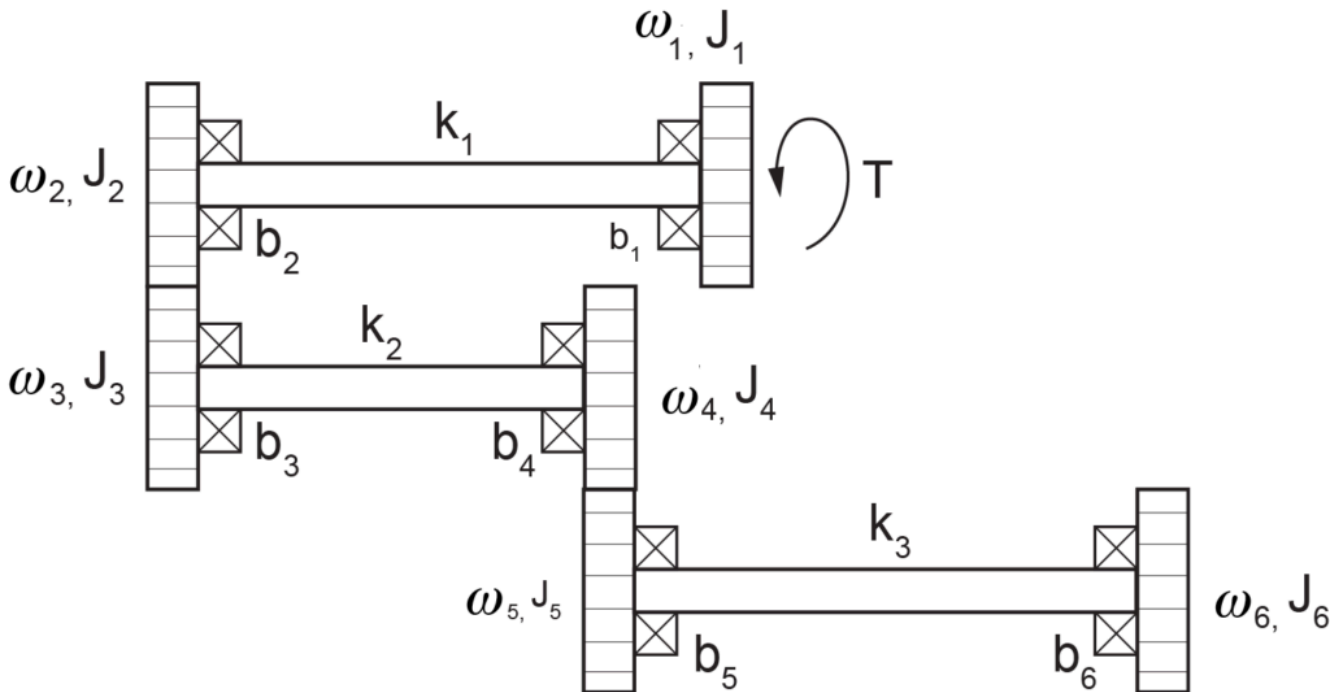 ω₁, J₁
k₁
ω₂, J₂
T
b₂
b₁
k₂
ω₃, J₃
ω₄, J₄
b₃
b₄
k₃
ω₅, J₅
ω₆, J₆
b₅
b₆